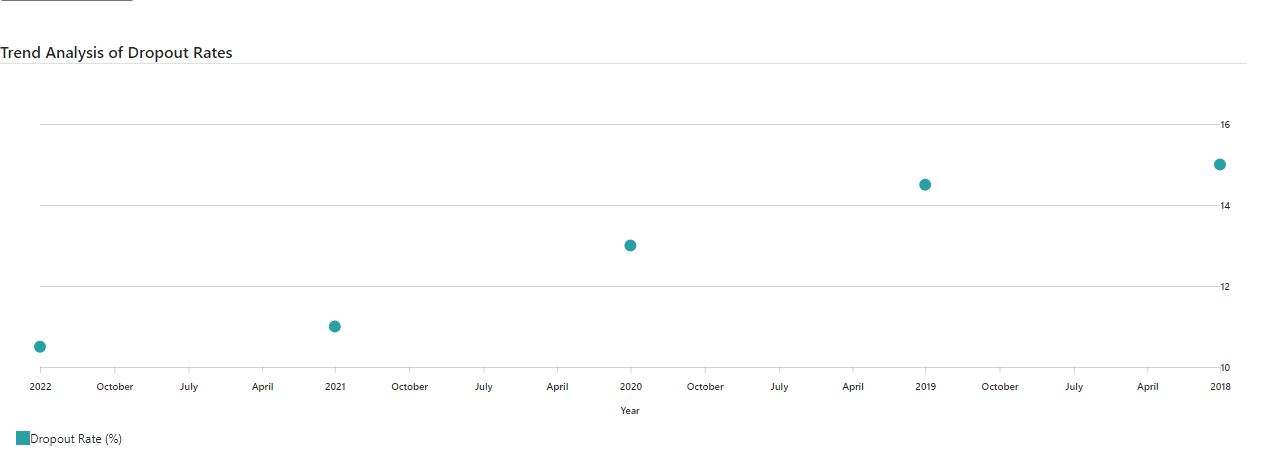 Trend Analysis of Dropout Rates
16
14
12
10
2022 October July April 2021 October July April 2020 October July April 2019 October July April 2018
Year
Dropout Rate (%)